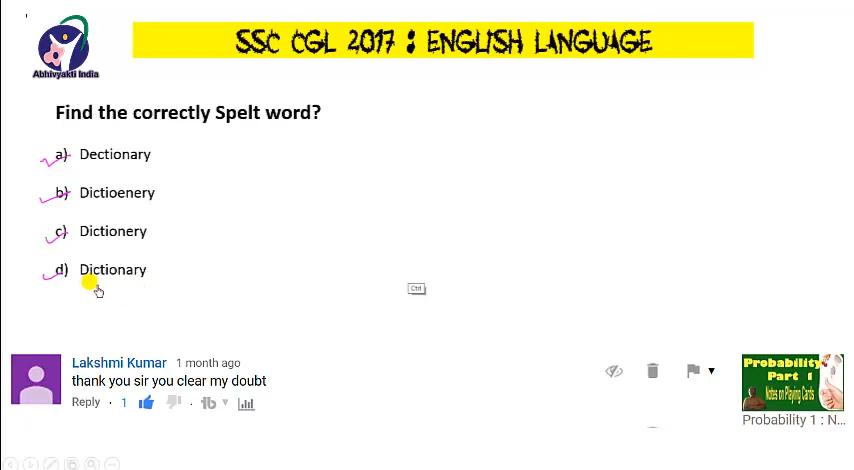 Abhivyakti India
SSC CGL 2017 : ENGLISH LANGUAGE
Find the correctly Spelt word?
a) Dectionary
b) Dictioenery
c) Dictionery
d) Dictionary
Ctrl
Lakshmi Kumar 1 month ago
thank you sir you clear my doubt
Reply · 1
Probability
Part 1
Notes on Playing Cards
Probability 1 : N...